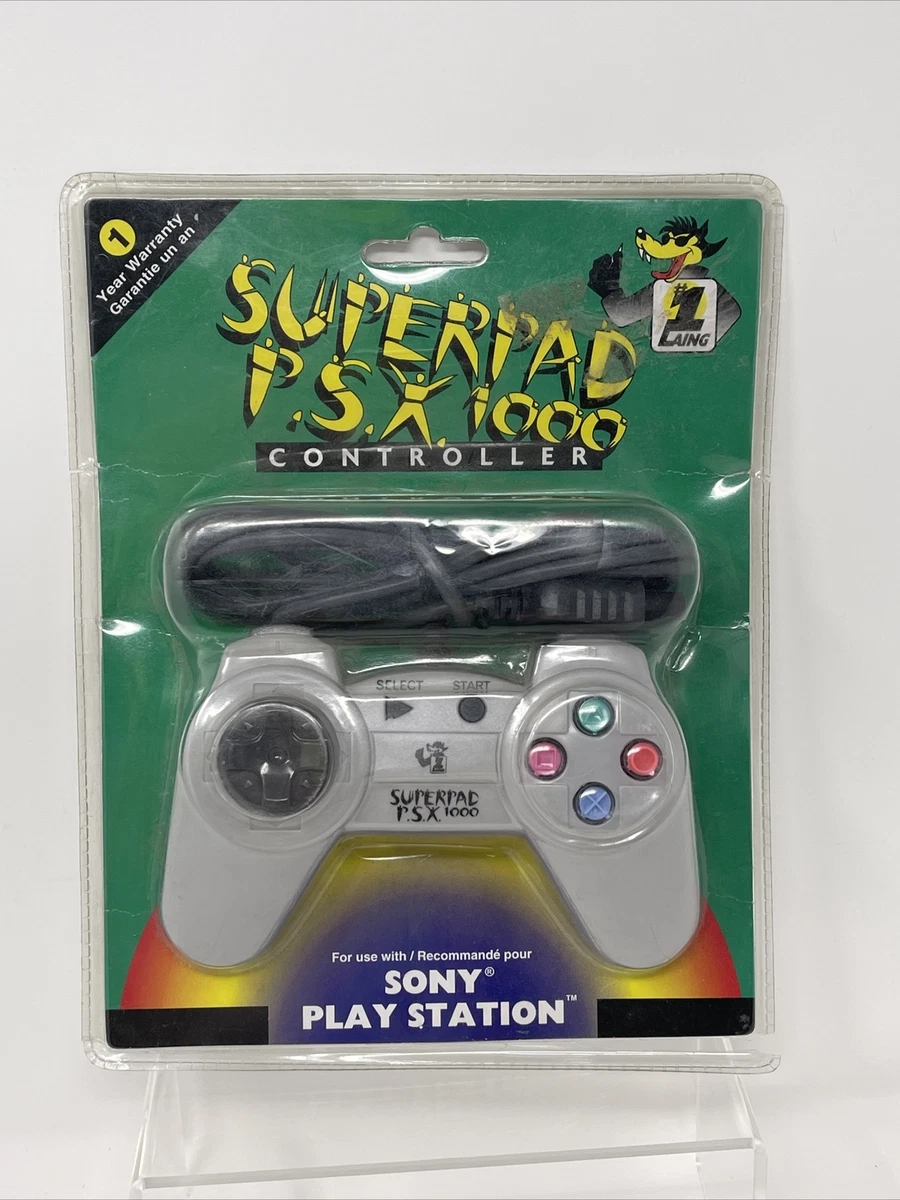 1
Year Warranty
Garantie un an
SUPERPAD
P.S.X. 1000
CONTROLLER
#1
LAING
SELECT START
SUPERPAD
P.S.X. 1000
For use with / Recommandé pour
SONY®
PLAY STATION™